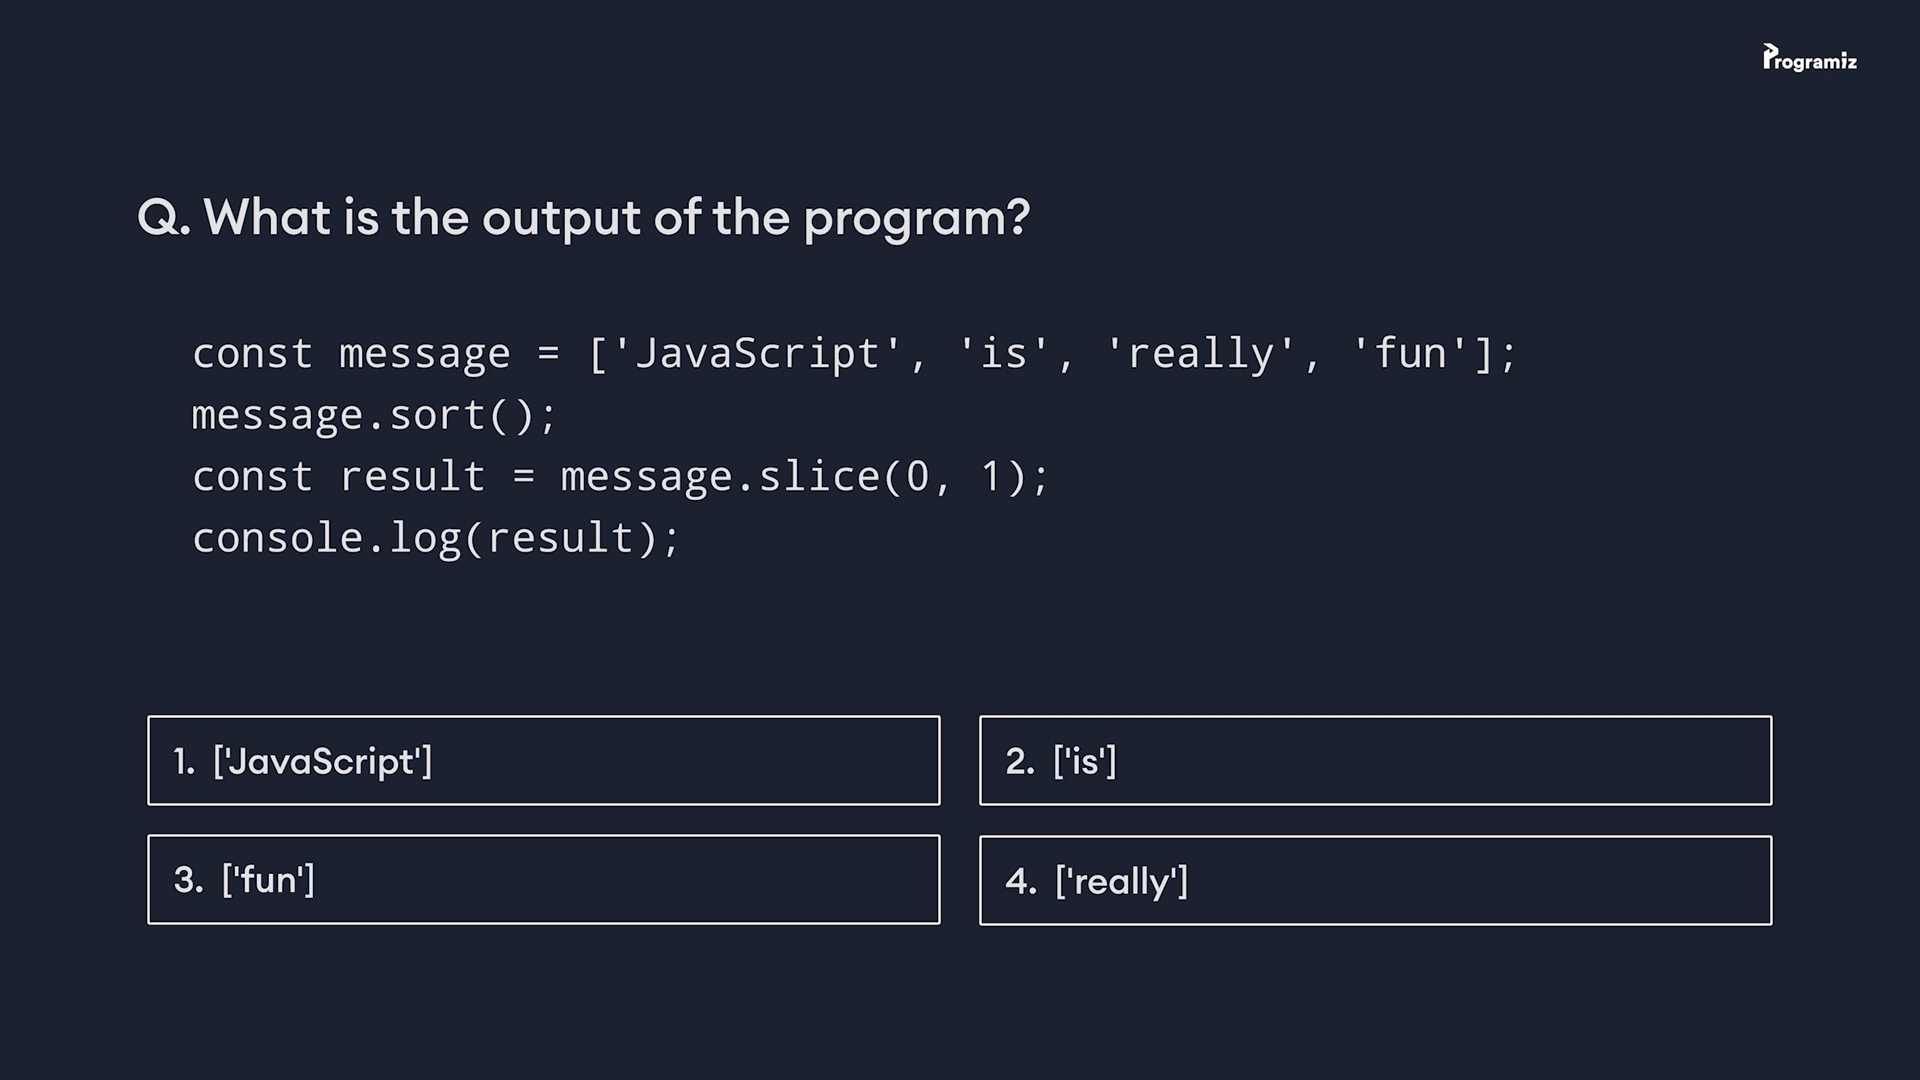 Programiz
Q. What is the output of the program?
const message = ['JavaScript', 'is', 'really', 'fun'];
message.sort();
const result = message.slice(0, 1);
console.log(result);
1. ['JavaScript']
2. ['is']
3. ['fun']
4. ['really']